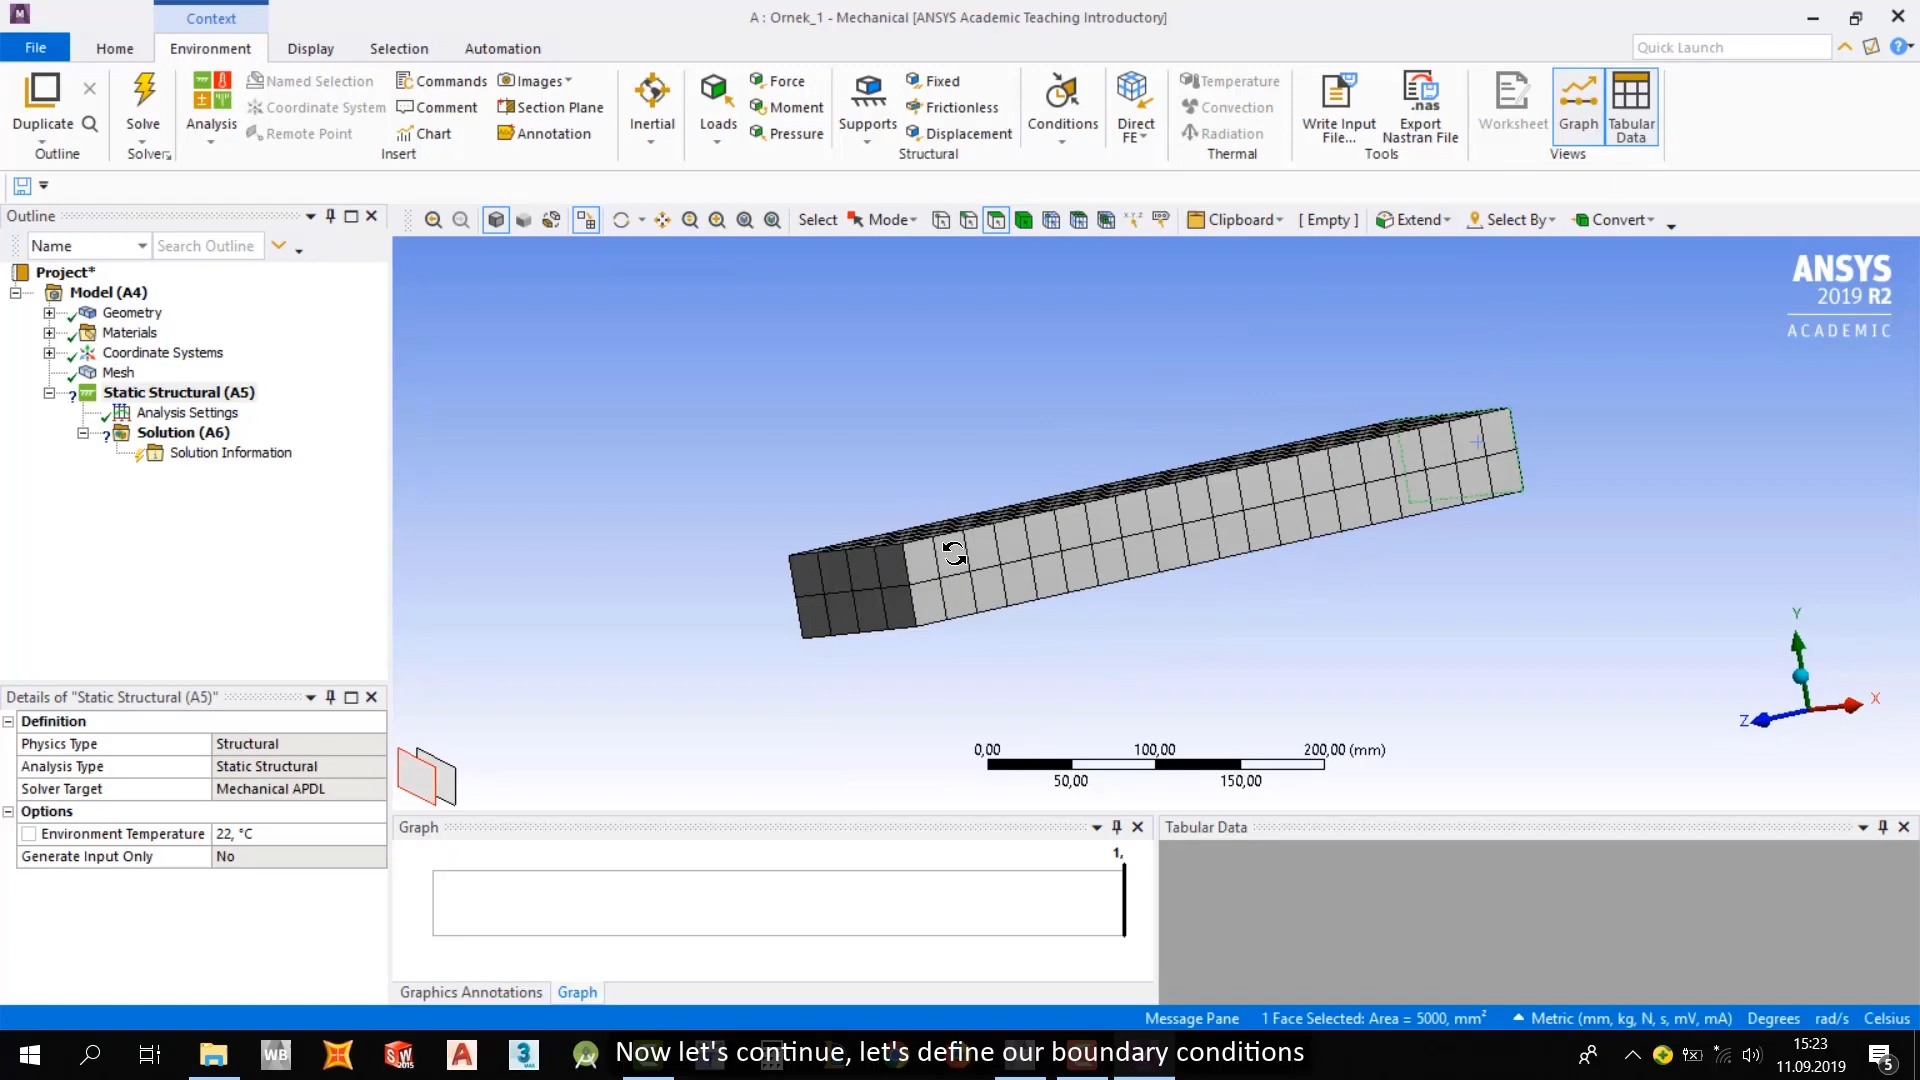 Context
A : Ornek_1 - Mechanical [ANSYS Academic Teaching Introductory]
File
Home
Environment
Display
Selection
Automation
Quick Launch
Duplicate
Outline
Solve
Solver
Analysis
Named Selection
Coordinate System
Remote Point
Commands
Comment
Chart
Images
Section Plane
Annotation
Insert
Inertial
Loads
Force
Moment
Pressure
Supports
Fixed
Frictionless
Displacement
Structural
Conditions
Direct
FE
Temperature
Convection
Radiation
Thermal
Write Input
File...
.nas
Export
Nastran File
Tools
Worksheet
Graph
Tabular
Data
Views
Outline
Name
Search Outline
Select
Mode
Clipboard
[ Empty ]
Extend
Select By
Convert
Project*
Model (A4)
Geometry
Materials
Coordinate Systems
Mesh
Static Structural (A5)
Analysis Settings
Solution (A6)
Solution Information
ANSYS
2019 R2
ACADEMIC
Y
X
Z
0,00
100,00
200,00 (mm)
50,00
150,00
Details of "Static Structural (A5)"
Definition
Physics Type
Structural
Analysis Type
Static Structural
Solver Target
Mechanical APDL
Options
Environment Temperature
22, °C
Generate Input Only
No
Graph
1,
Tabular Data
Graphics Annotations
Graph
Message Pane
1 Face Selected: Area = 5000, mm²
Metric (mm, kg, N, s, mV, mA)
Degrees
rad/s
Celsius
WB
SW
2015
A
3
Now let's continue, let's define our boundary conditions
15:23
11.09.2019
5